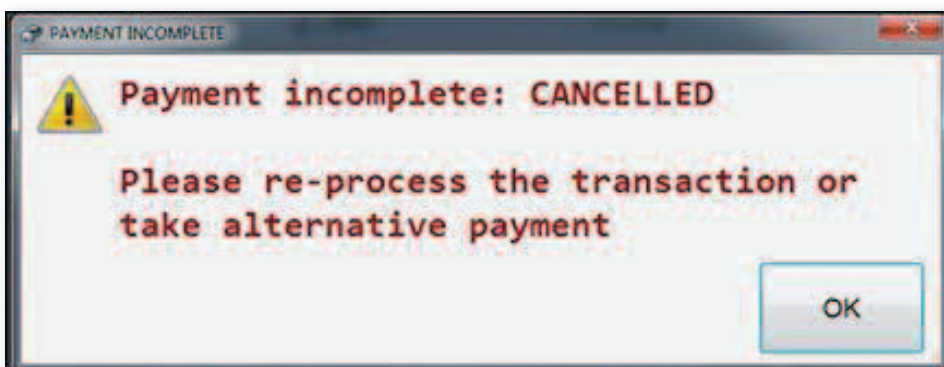 PAYMENT INCOMPLETE
Payment incomplete: CANCELLED
Please re-process the transaction or
take alternative payment
OK